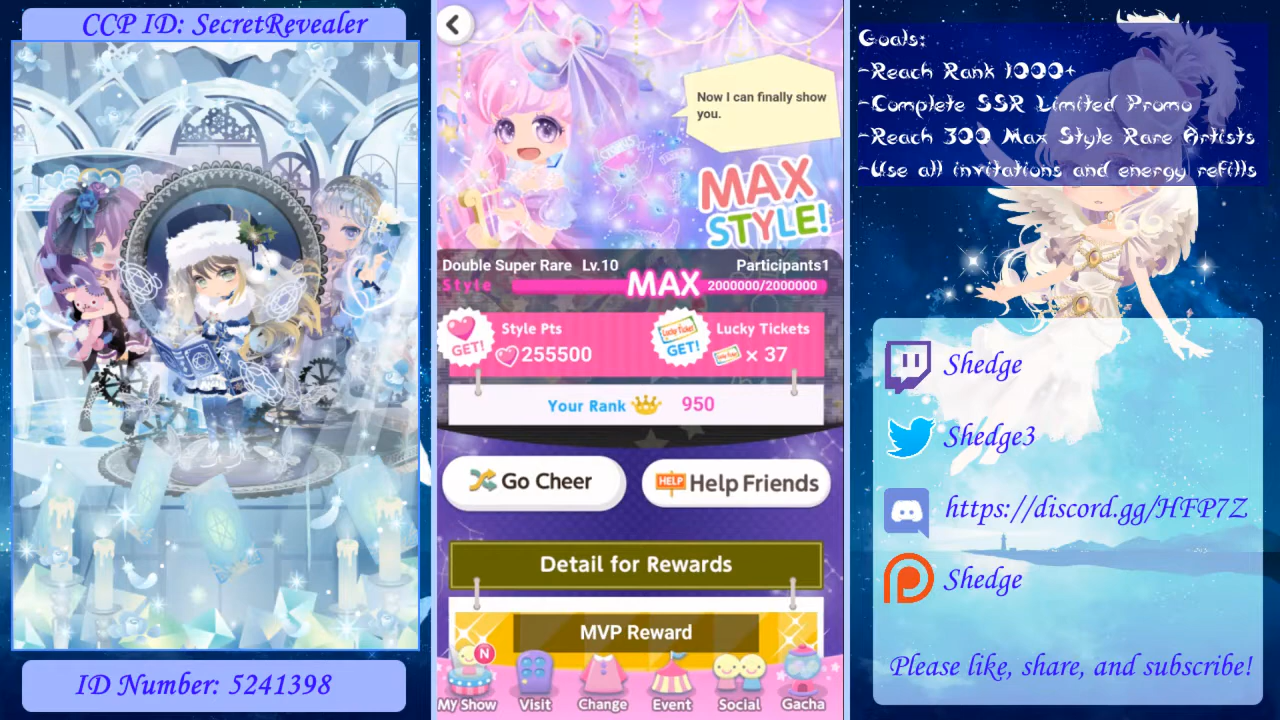 CCP ID: SecretRevealer
ID Number: 5241398
Now I can finally show
you.
MAX
STYLE!
Double Super Rare Lv.10
Participants1
Style
MAX
2000000/2000000
GET!
Style Pts
255500
Lucky Ticket
GET!
Lucky Tickets
× 37
Your Rank
950
Go Cheer
HELP
Help Friends
Detail for Rewards
MVP Reward
N
My Show
Visit
Change
Event
Social
Gacha
Goals:
-Reach Rank 1000+
-Complete SSR Limited Promo
-Reach 300 Max Style Rare Artists
-Use all invitations and energy refills
Shedge
Shedge3
https://discord.gg/HFP7Z
Shedge
Please like, share, and subscribe!